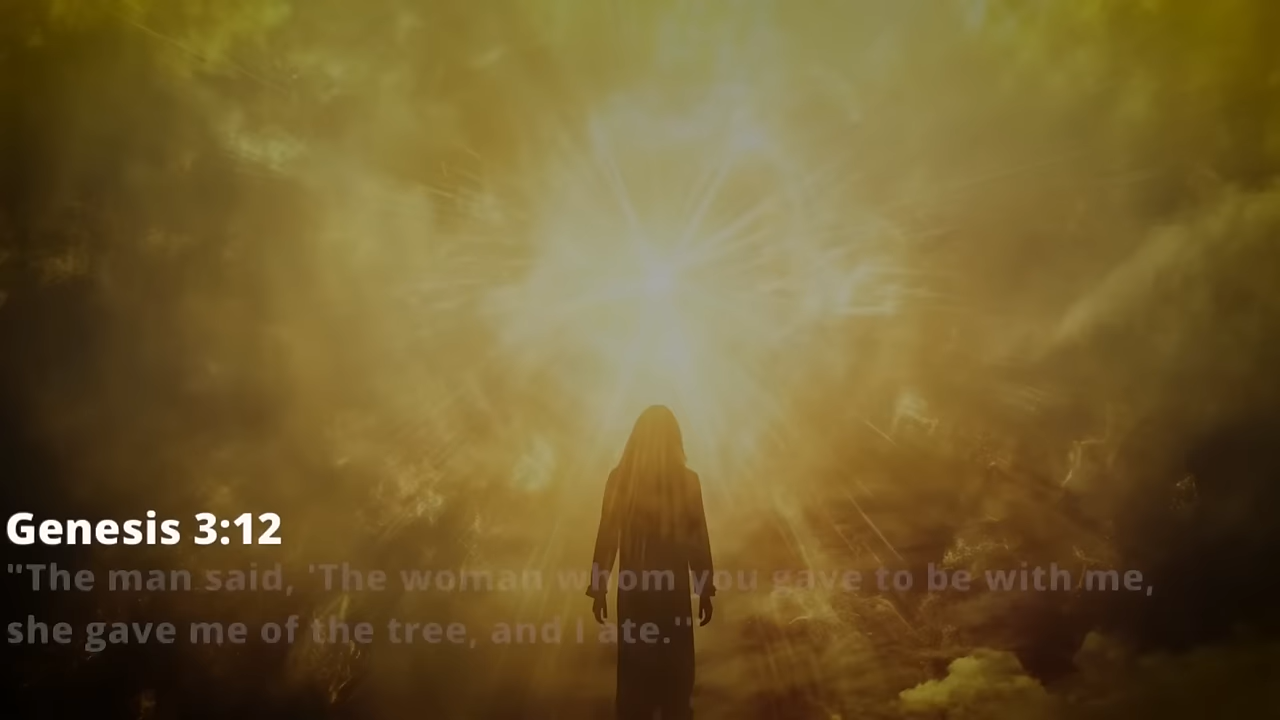 Genesis 3:12
"The man said, 'The woman whom you gave to be with me,
she gave me of the tree, and I ate.'"